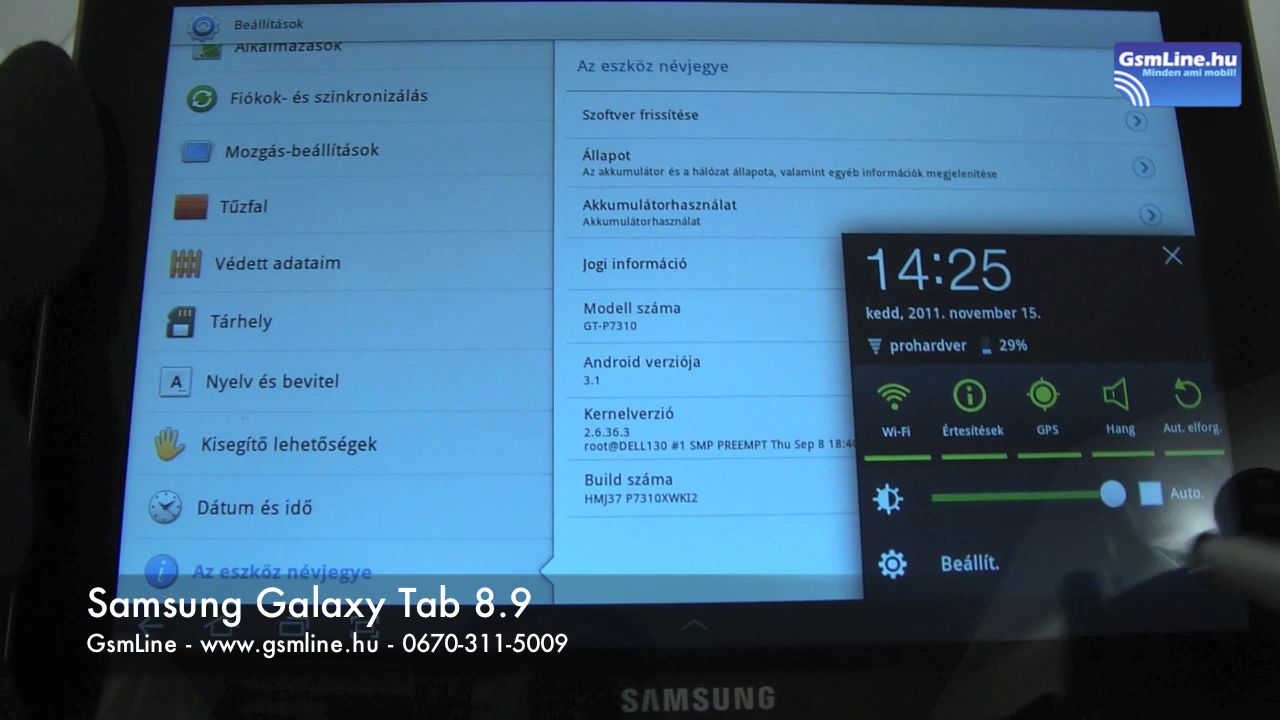 Beállítások
Alkalmazások
Fiókok- és szinkronizálás
Mozgás-beállítások
Tűzfal
Védett adataim
Tárhely
Nyelv és bevitel
Kisegítő lehetőségek
Dátum és idő
Az eszköz névjegye
Az eszköz névjegye
Szoftver frissítése
Állapot
Az akkumulátor és a hálózat állapota, valamint egyéb információk megjelenítése
Akkumulátorhasználat
Akkumulátorhasználat
Jogi információ
Modell száma
GT-P7310
Android verziója
3.1
Kernelverzió
2.6.36.3
root@DELL130 #1 SMP PREEMPT Thu Sep 8 18:4
Build száma
HMJ37 P7310XWKI2
14:25
kedd, 2011. november 15.
prohardver 29%
Wi-Fi Értesítések GPS Hang Aut. elforg.
Auto.
Beállít.
GsmLine.hu
Minden ami mobil!
Samsung Galaxy Tab 8.9
GsmLine - www.gsmline.hu - 0670-311-5009
SAMSUNG